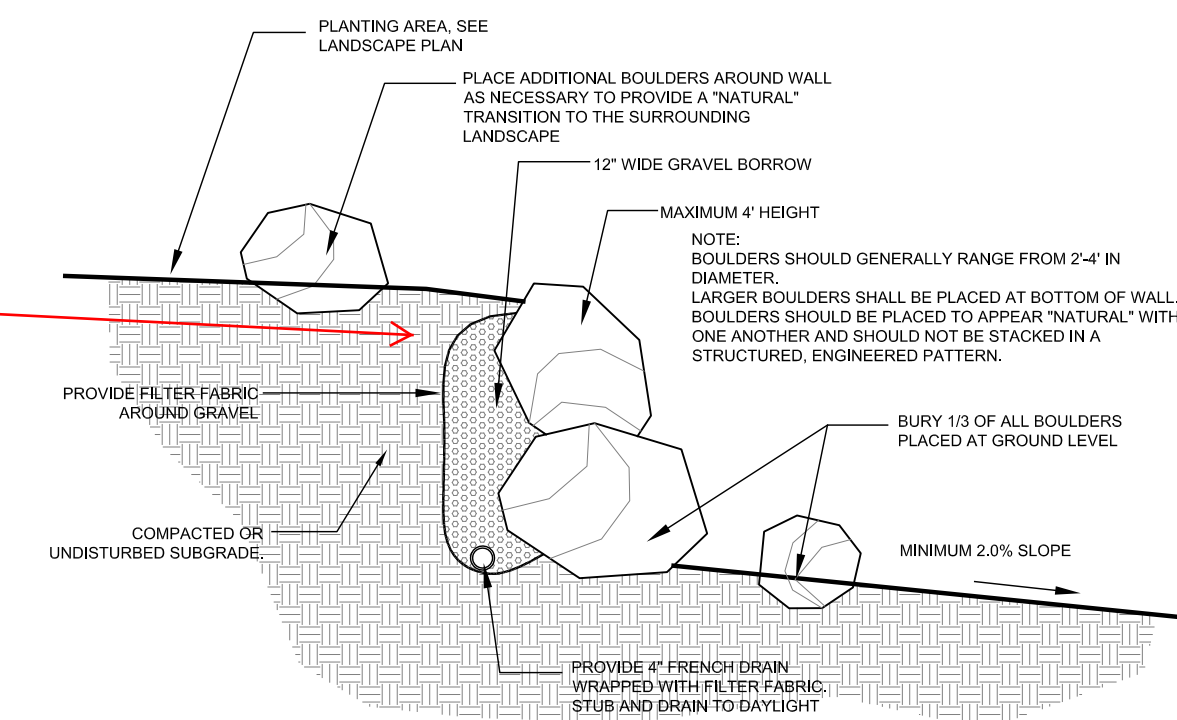 PLANTING AREA, SEE
LANDSCAPE PLAN
PLACE ADDITIONAL BOULDERS AROUND WALL
AS NECESSARY TO PROVIDE A "NATURAL"
TRANSITION TO THE SURROUNDING
LANDSCAPE
12" WIDE GRAVEL BORROW
MAXIMUM 4' HEIGHT
NOTE:
BOULDERS SHOULD GENERALLY RANGE FROM 2'-4' IN
DIAMETER.
LARGER BOULDERS SHALL BE PLACED AT BOTTOM OF WALL.
BOULDERS SHOULD BE PLACED TO APPEAR "NATURAL" WITH
ONE ANOTHER AND SHOULD NOT BE STACKED IN A
STRUCTURED, ENGINEERED PATTERN.
PROVIDE FILTER FABRIC
AROUND GRAVEL
BURY 1/3 OF ALL BOULDERS
PLACED AT GROUND LEVEL
COMPACTED OR
UNDISTURBED SUBGRADE.
MINIMUM 2.0% SLOPE
PROVIDE 4" FRENCH DRAIN
WRAPPED WITH FILTER FABRIC.
STUB AND DRAIN TO DAYLIGHT